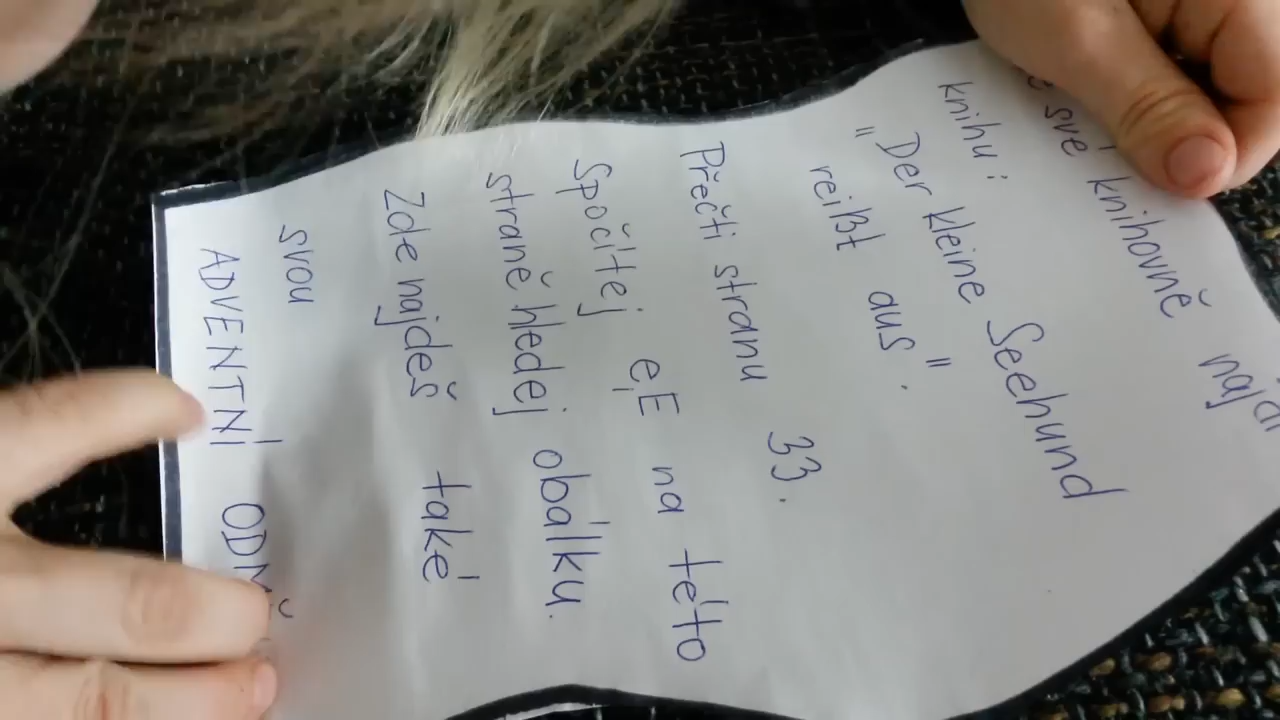 své knihovně
knihu:
"Der kleine Seehund
reißt aus".
Přečti stranu 33.
Spočítej e,E na této
straně hledej obálku.
Zde najdeš také
svou
ADVENTNÍ